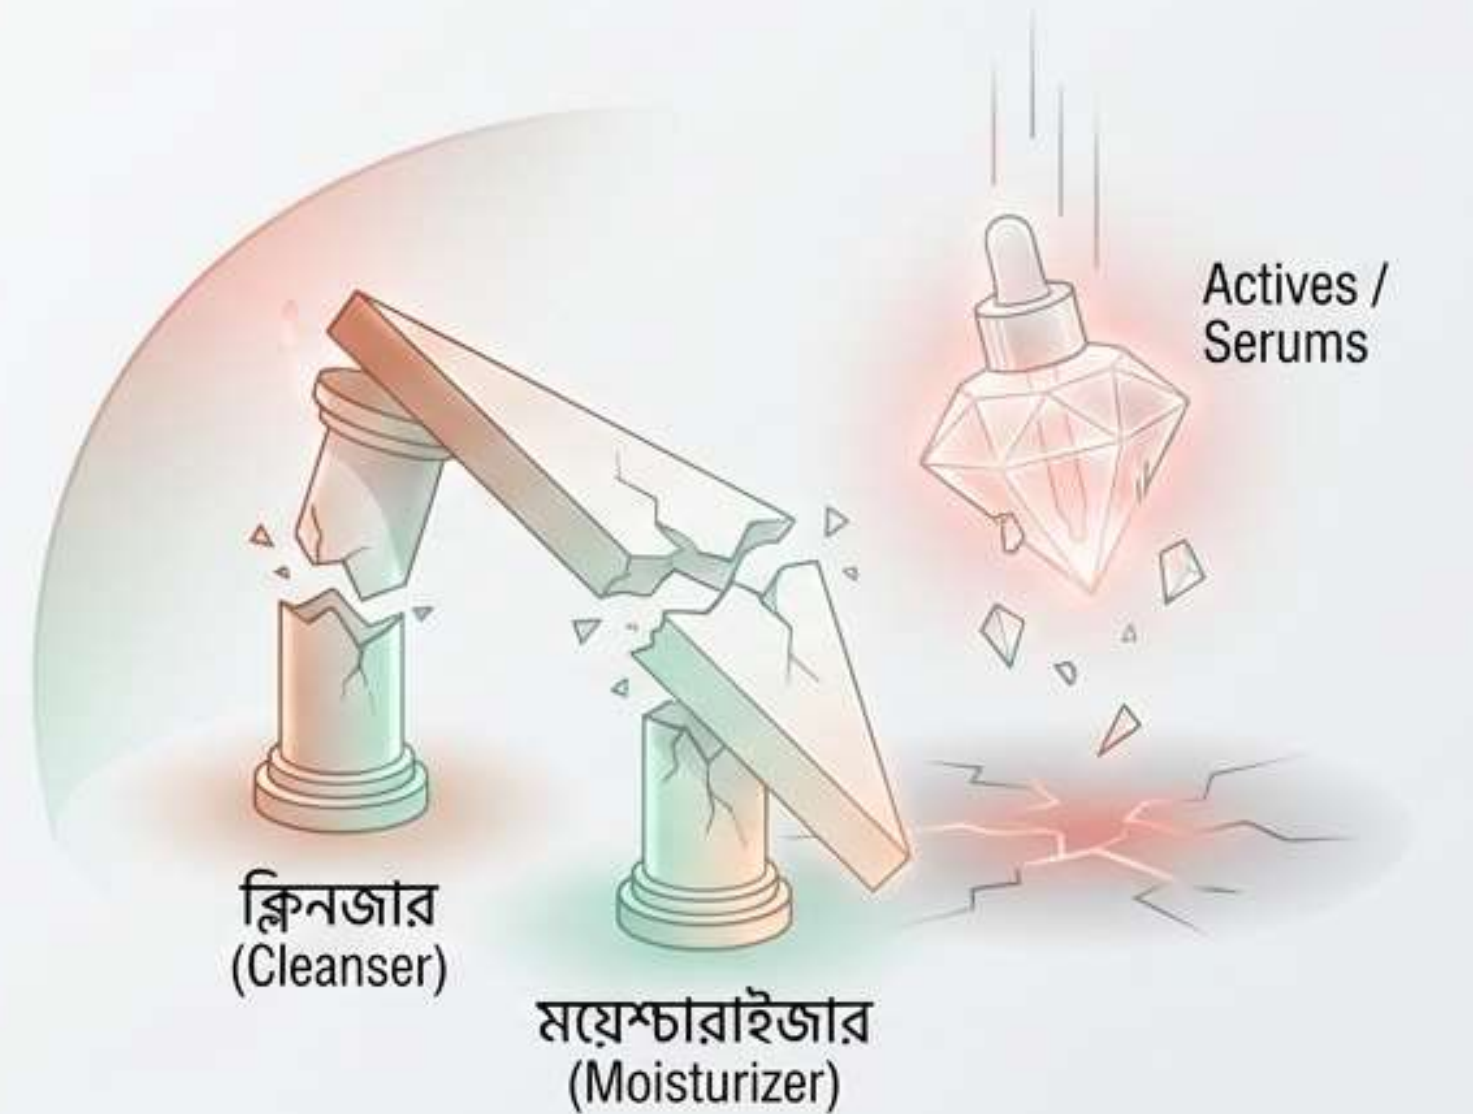 Actives /
Serums
ক্লিনজার
(Cleanser)
ময়েশ্চারাইজার
(Moisturizer)